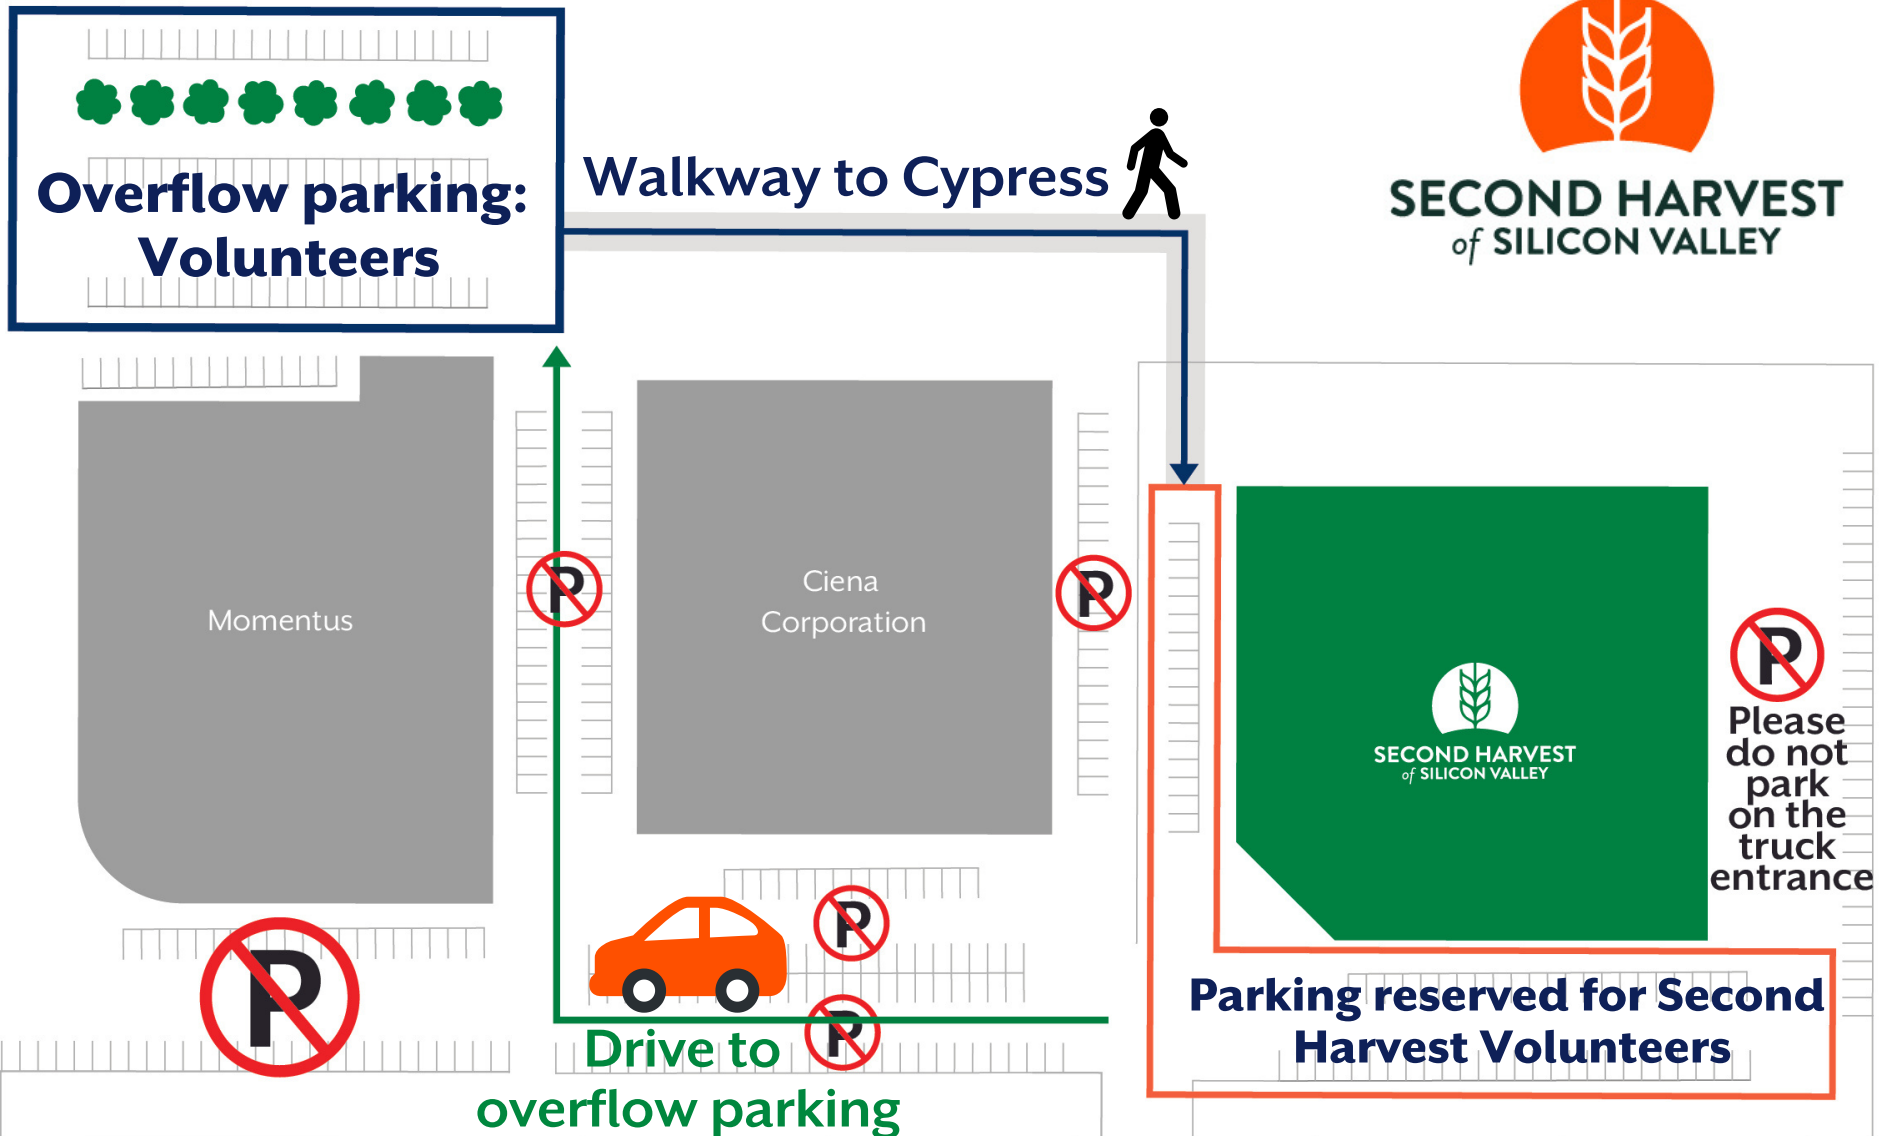 SECOND HARVEST
of SILICON VALLEY
Overflow parking:
Volunteers
Walkway to Cypress
Momentus
P
Ciena
Corporation
P
SECOND HARVEST
of SILICON VALLEY
P
Please
do not
park
on the
truck
entrance
P
P
P
Drive to
overflow parking
Parking reserved for Second
Harvest Volunteers